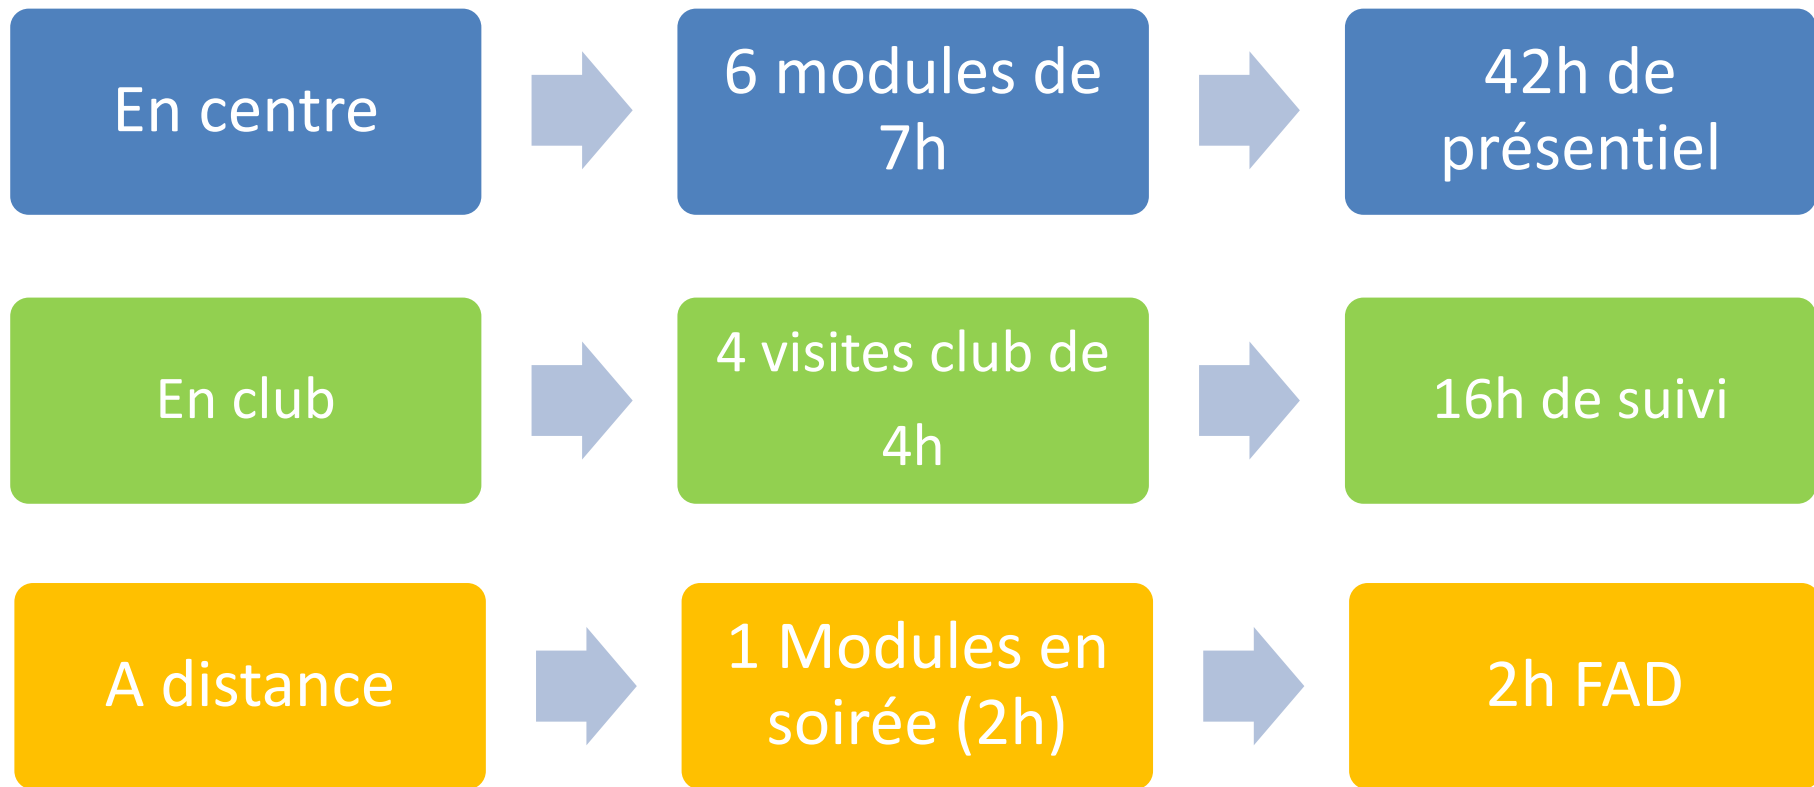 En centre
6 modules de
7h
42h de
présentiel
En club
4 visites club de
4h
16h de suivi
A distance
1 Modules en
soirée (2h)
2h FAD